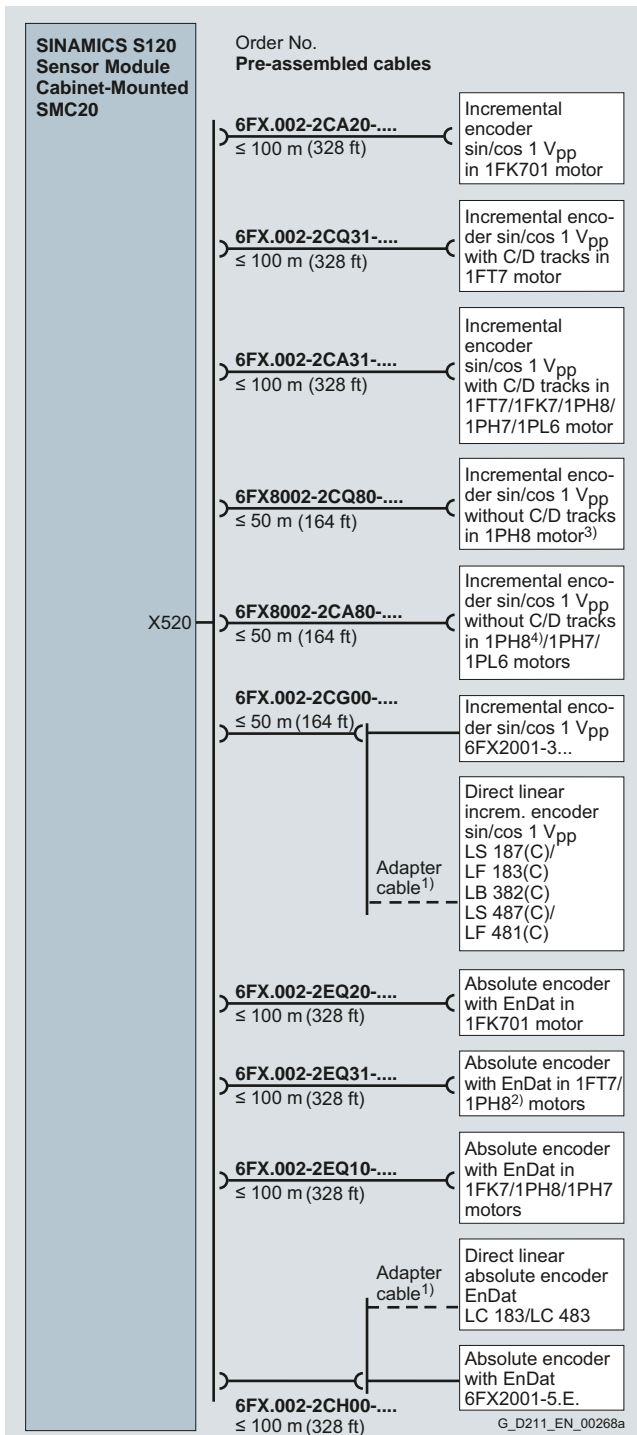 SINAMICS S120
Sensor Module
Cabinet-Mounted
SMC20
Order No.
Pre-assembled cables
6FX.002-2CA20-....
≤ 100 m (328 ft)
Incremental
encoder
sin/cos 1 Vpp
in 1FK701 motor
6FX.002-2CQ31-....
≤ 100 m (328 ft)
Incremental enco-
der sin/cos 1 Vpp
with C/D tracks in
1FT7 motor
6FX.002-2CA31-....
≤ 100 m (328 ft)
Incremental
encoder
sin/cos 1 Vpp
with C/D tracks in
1FT7/1FK7/1PH8/
1PH7/1PL6 motor
6FX8002-2CQ80-....
≤ 50 m (164 ft)
Incremental enco-
der sin/cos 1 Vpp
without C/D tracks
in 1PH8 motor3)
X520
6FX8002-2CA80-....
≤ 50 m (164 ft)
Incremental enco-
der sin/cos 1 Vpp
without C/D tracks
in 1PH84)/1PH7/
1PL6 motors
6FX.002-2CG00-....
≤ 50 m (164 ft)
Incremental enco-
der sin/cos 1 Vpp
6FX2001-3...
Adapter
cable1)
Direct linear
increm. encoder
sin/cos 1 Vpp
LS 187(C)/
LF 183(C)
LB 382(C)
LS 487(C)/
LF 481(C)
6FX.002-2EQ20-....
≤ 100 m (328 ft)
Absolute encoder
with EnDat in
1FK701 motor
6FX.002-2EQ31-....
≤ 100 m (328 ft)
Absolute encoder
with EnDat in 1FT7/
1PH82) motors
6FX.002-2EQ10-....
≤ 100 m (328 ft)
Absolute encoder
with EnDat in
1FK7/1PH8/1PH7
motors
Adapter
cable1)
Direct linear
absolute encoder
EnDat
LC 183/LC 483
6FX.002-2CH00-....
≤ 100 m (328 ft)
Absolute encoder
with EnDat
6FX2001-5.E.
G_D211_EN_00268a